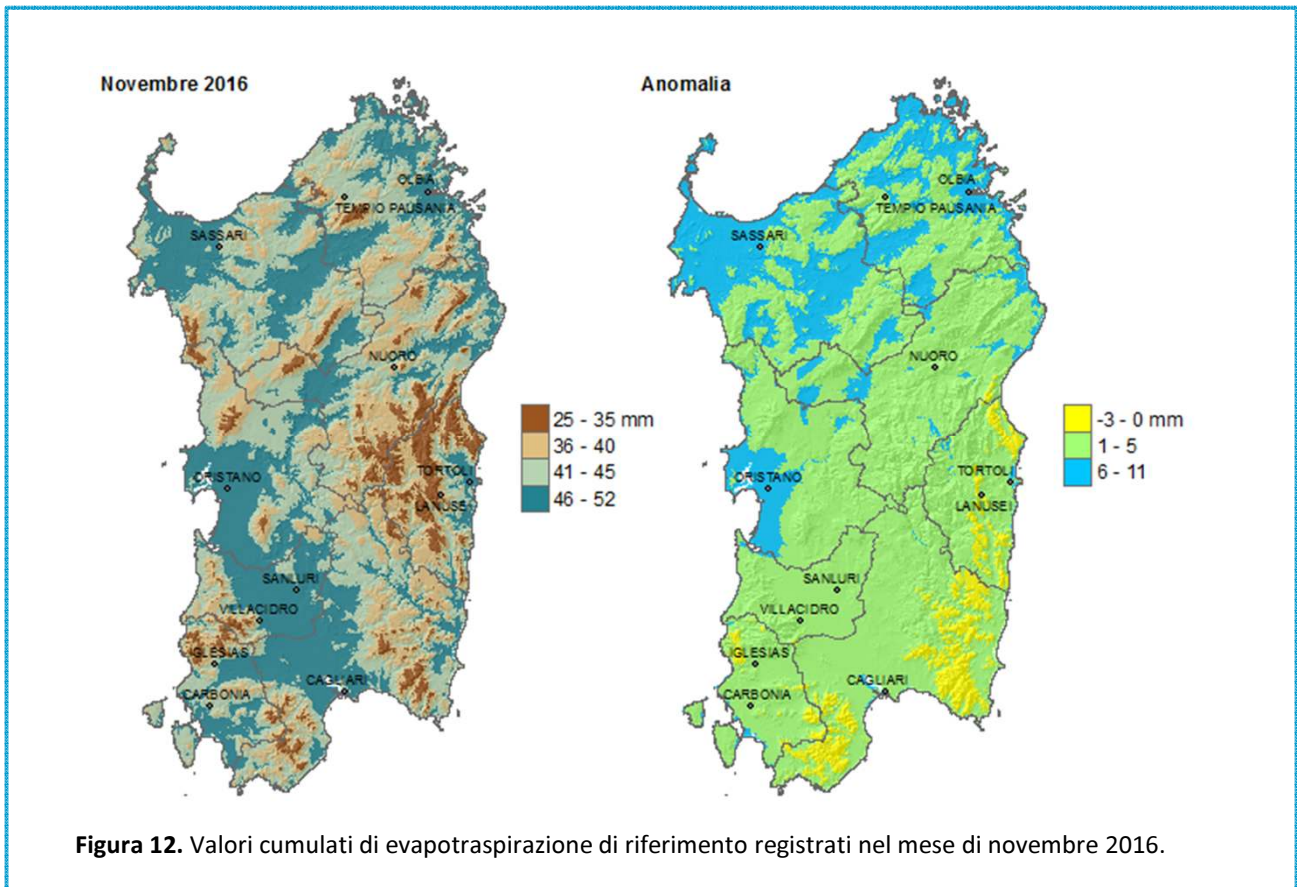 Novembre 2016
OLBIA
TEMPIO PAUSANIA
SASSARI
NUORO
ORISTANO
TORTOLI
LANUSEI
SANLURI
VILLACIDRO
IGLESIAS
CAGLIARI
CARBONIA
25 - 35 mm
36 - 40
41 - 45
46 - 52
Anomalia
OLBIA
TEMPIO PAUSANIA
SASSARI
NUORO
ORISTANO
TORTOLI
LANUSEI
SANLURI
VILLACIDRO
IGLESIAS
CAGLIARI
CARBONIA
-3 - 0 mm
1 - 5
6 - 11
Figura 12. Valori cumulati di evapotraspirazione di riferimento registrati nel mese di novembre 2016.